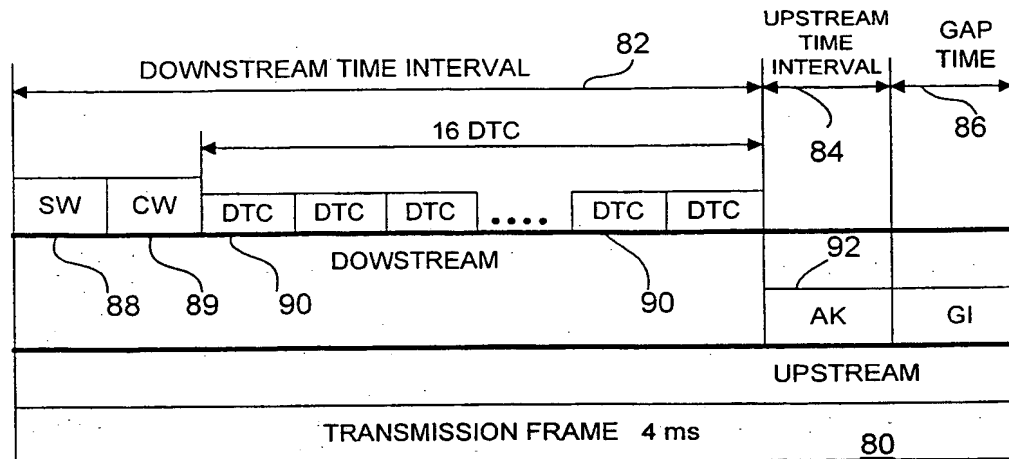 DOWNSTREAM TIME INTERVAL
82
UPSTREAM
TIME
INTERVAL
GAP
TIME
16 DTC
84
86
SW
CW
DTC
DTC
DTC
....
DTC
DTC
DOWSTREAM
88
89
90
90
92
AK
GI
UPSTREAM
TRANSMISSION FRAME 4 ms
80